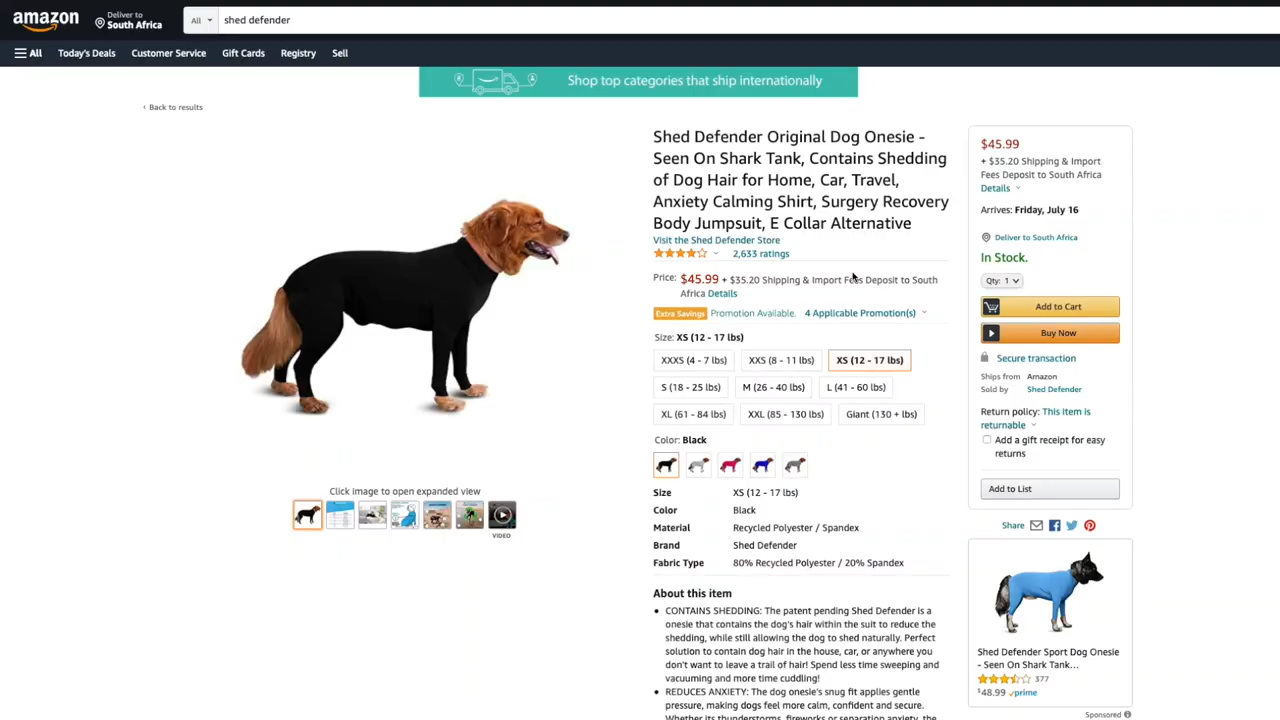 amazon
Deliver to
South Africa
All
shed defender
All
Today's Deals
Customer Service
Gift Cards
Registry
Sell
Shop top categories that ship internationally
‹ Back to results
Shed Defender Original Dog Onesie -
Seen On Shark Tank, Contains Shedding
of Dog Hair for Home, Car, Travel,
Anxiety Calming Shirt, Surgery Recovery
Body Jumpsuit, E Collar Alternative
Visit the Shed Defender Store
2,633 ratings
Price: $45.99 + $35.20 Shipping & Import Fees Deposit to South
Africa Details
Extra Savings Promotion Available. 4 Applicable Promotion(s)
Size: XS (12 - 17 lbs)
XXXS (4 - 7 lbs) XXS (8 - 11 lbs) XS (12 - 17 lbs)
S (18 - 25 lbs) M (26 - 40 lbs) L (41 - 60 lbs)
XL (61 - 84 lbs) XXL (85 - 130 lbs) Giant (130 + lbs)
Color: Black
Size XS (12 - 17 lbs)
Color Black
Material Recycled Polyester / Spandex
Brand Shed Defender
Fabric Type 80% Recycled Polyester / 20% Spandex
About this item
• CONTAINS SHEDDING: The patent pending Shed Defender is a
onesie that contains the dog's hair within the suit to reduce the
shedding, while still allowing the dog to shed naturally. Perfect
solution to contain dog hair in the house, car, or anywhere you
don't want to leave a trail of hair! Spend less time sweeping and
vacuuming and more time cuddling!
• REDUCES ANXIETY: The dog onesie's snug fit applies gentle
pressure, making dogs feel more calm, confident and secure.
Whether its thunderstorms, fireworks or separation anxiety, the
Click image to open expanded view
VIDEO
$45.99
+ $35.20 Shipping & Import
Fees Deposit to South Africa
Details
Arrives: Friday, July 16
Deliver to South Africa
In Stock.
Qty: 1
Add to Cart
Buy Now
Secure transaction
Ships from Amazon
Sold by Shed Defender
Return policy: This item is
returnable
Add a gift receipt for easy
returns
Add to List
Share
Shed Defender Sport Dog Onesie
- Seen On Shark Tank...
377
$48.99 prime
Sponsored